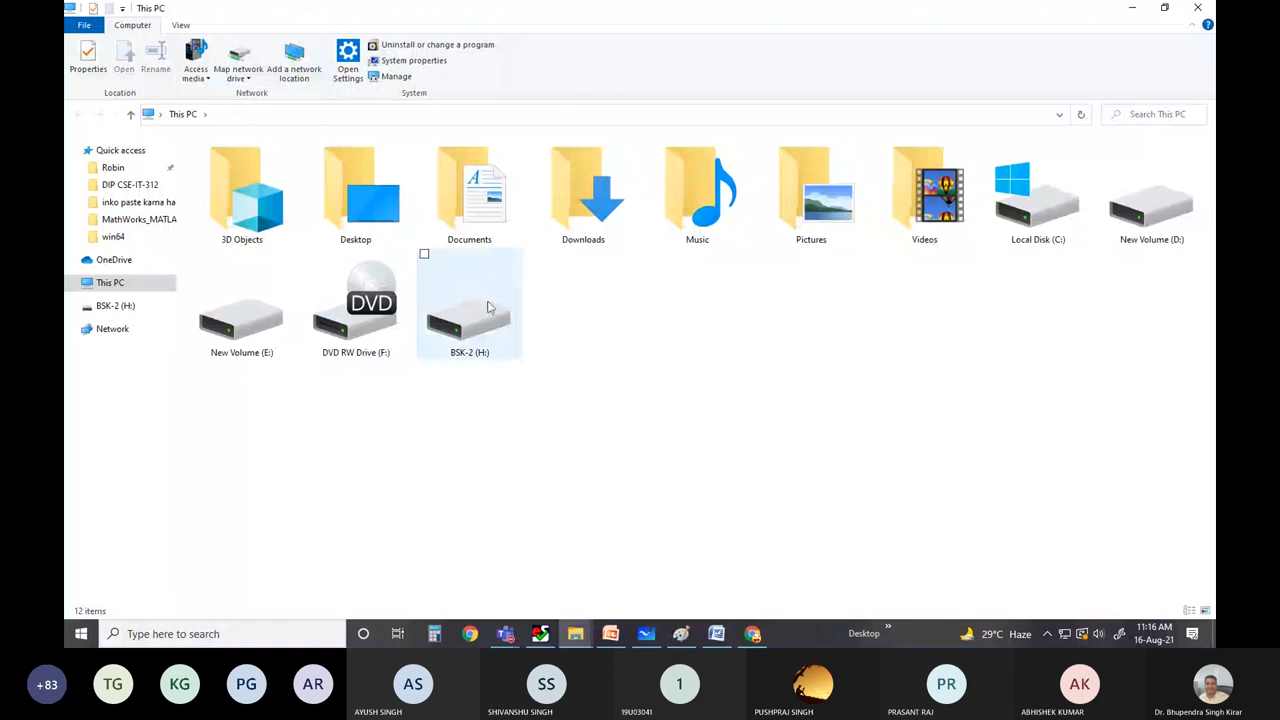 This PC
File
Computer
View
Properties
Open
Rename
Access media
Map network drive
Add a network location
Open Settings
Uninstall or change a program
System properties
Manage
Location
Network
System
This PC
Search This PC
Quick access
Robin
DIP CSE-IT-312
inko paste karna ha
MathWorks_MATLA
win64
OneDrive
This PC
BSK-2 (H:)
Network
3D Objects
Desktop
Documents
Downloads
Music
Pictures
Videos
Local Disk (C:)
New Volume (D:)
DVD
New Volume (E:)
DVD RW Drive (F:)
BSK-2 (H:)
12 items
Type here to search
Desktop
29°C Haze
11:16 AM
16-Aug-21
+83
TG
KG
PG
AR
AS
SS
1
PR
AK
AYUSH SINGH
SHIVANSHU SINGH
19U03041
PUSHPRAJ SINGH
PRASANT RAJ
ABHISHEK KUMAR
Dr. Bhupendra Singh Kirar